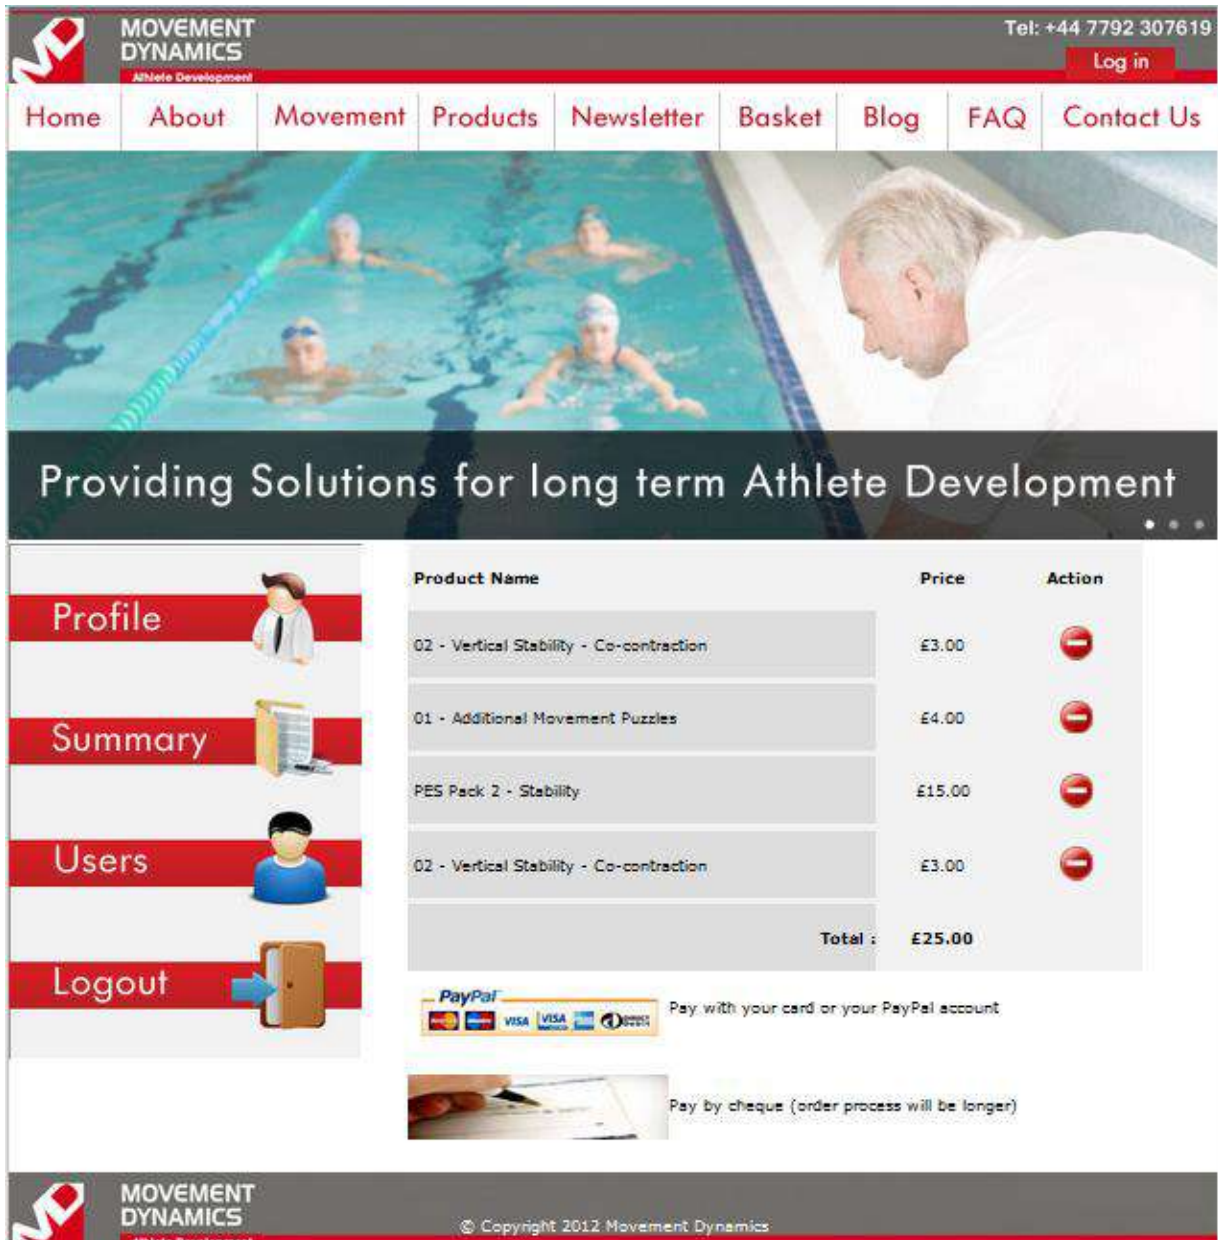 MOVEMENT
DYNAMICS
Athlete Development
Tel: +44 7792 307619
Log in
Home About Movement Products Newsletter Basket Blog FAQ Contact Us
Providing Solutions for long term Athlete Development
Profile
Summary
Users
Logout
Product Name Price Action
02 - Vertical Stability - Co-contraction £3.00
01 - Additional Movement Puzzles £4.00
PES Pack 2 - Stability £15.00
02 - Vertical Stability - Co-contraction £3.00
Total : £25.00
PayPal
VISA VISA
Pay with your card or your PayPal account
Pay by cheque (order process will be longer)
MOVEMENT
DYNAMICS
© Copyright 2012 Movement Dynamics